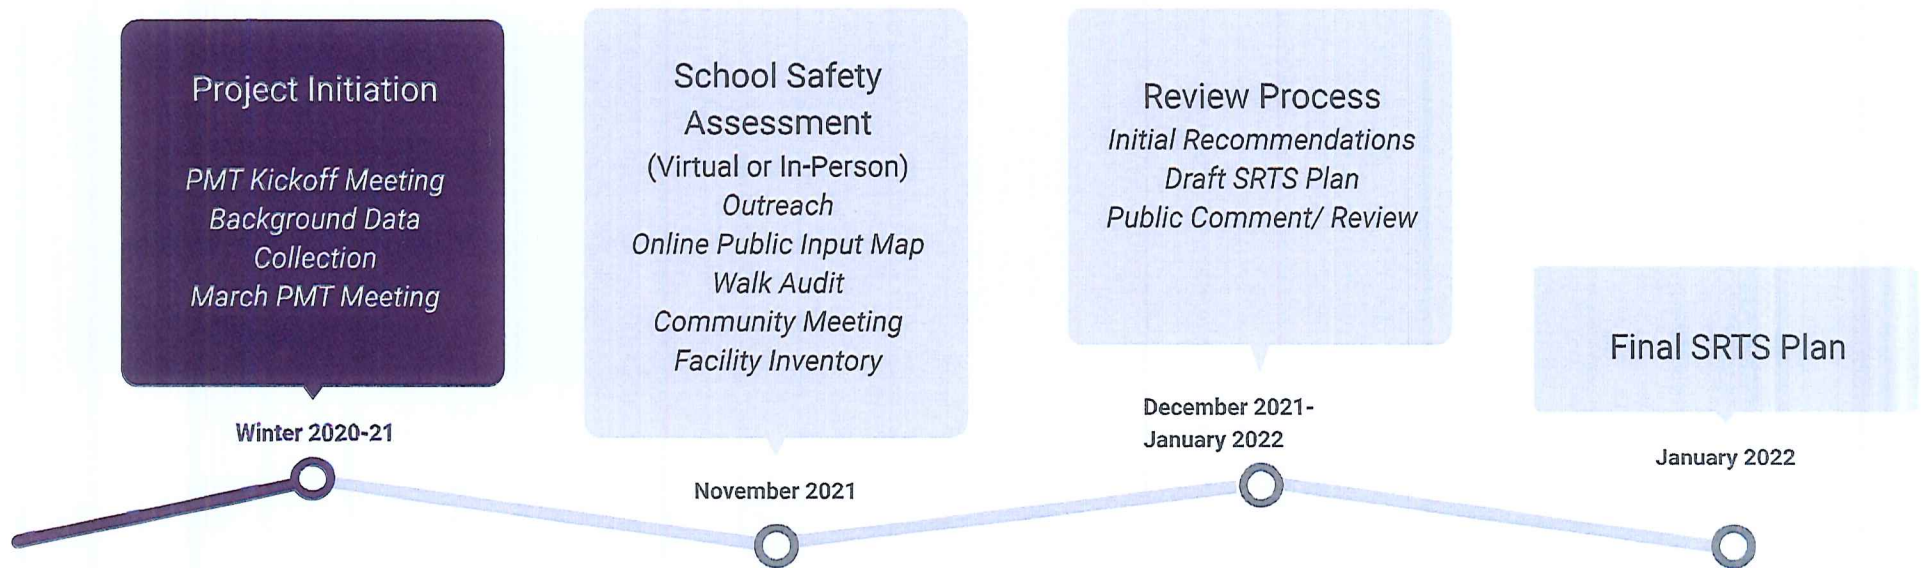 Project Initiation
PMT Kickoff Meeting
Background Data
Collection
March PMT Meeting
Winter 2020-21
School Safety
Assessment
(Virtual or In-Person)
Outreach
Online Public Input Map
Walk Audit
Community Meeting
Facility Inventory
November 2021
Review Process
Initial Recommendations
Draft SRTS Plan
Public Comment/ Review
December 2021-
January 2022
Final SRTS Plan
January 2022